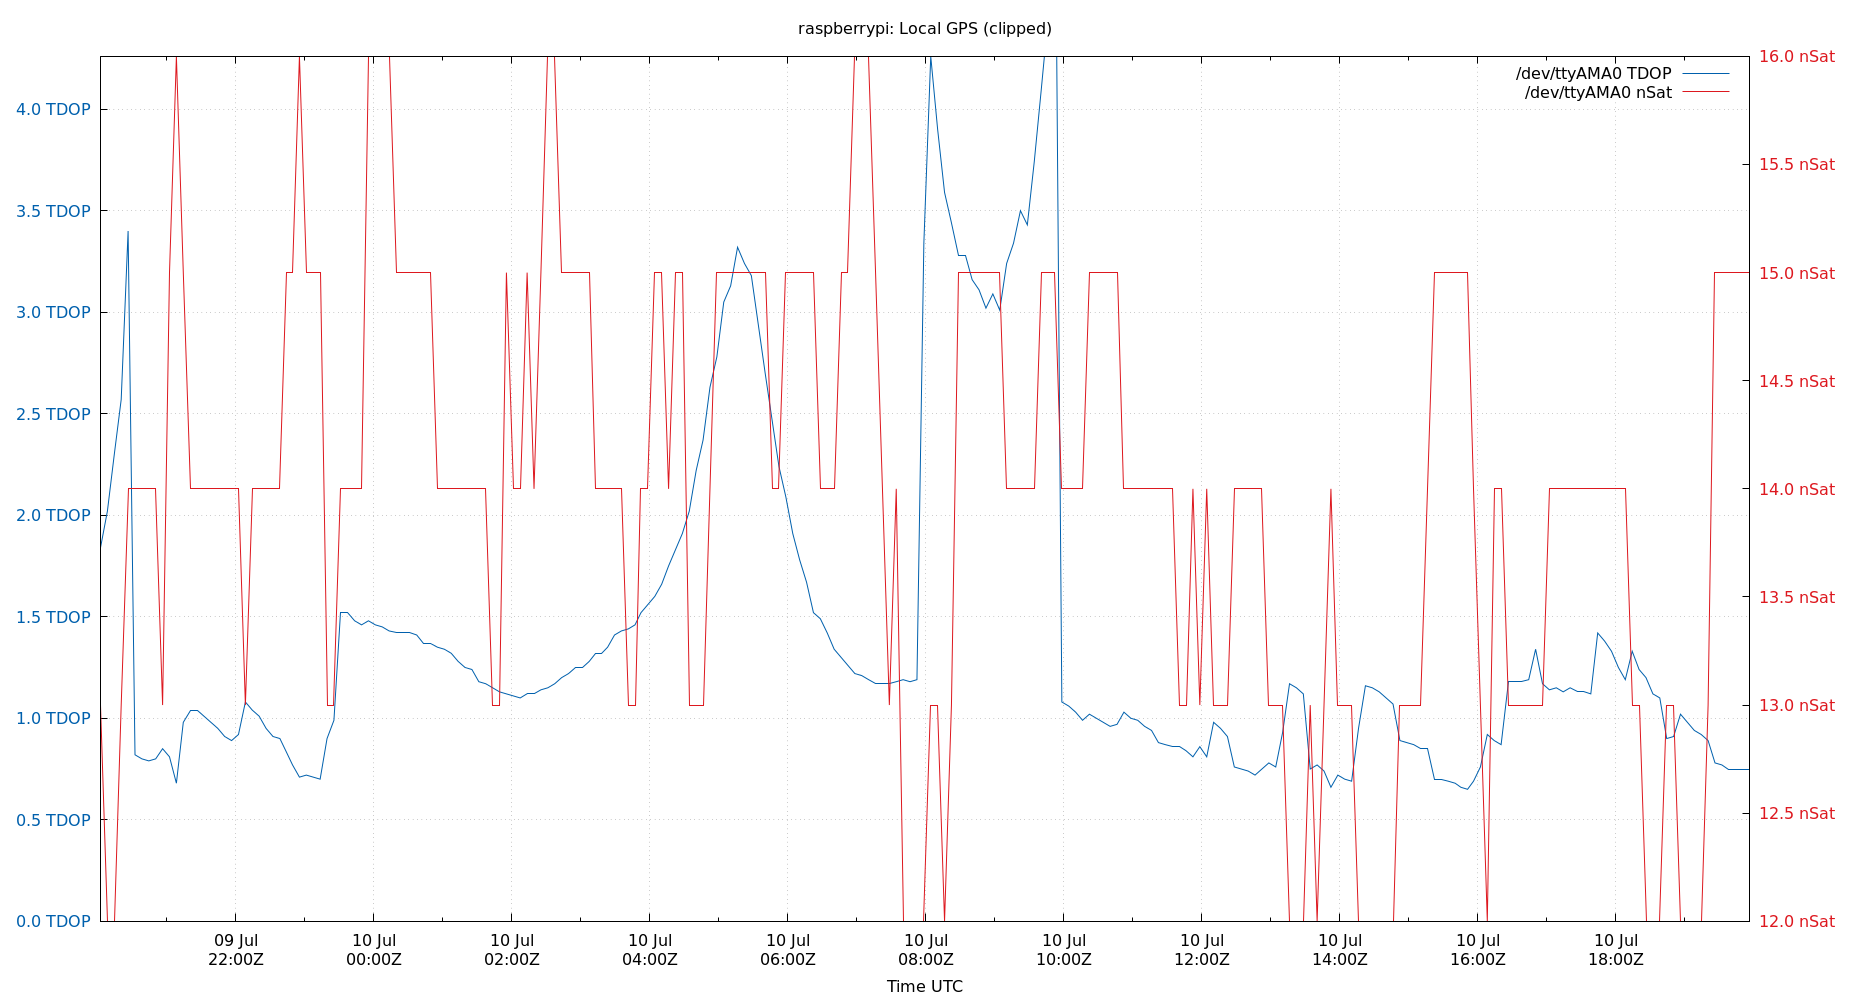 raspberrypi: Local GPS (clipped)
/dev/ttyAMA0 TDOP
/dev/ttyAMA0 nSat
4.0 TDOP
3.5 TDOP
3.0 TDOP
2.5 TDOP
2.0 TDOP
1.5 TDOP
1.0 TDOP
0.5 TDOP
0.0 TDOP
16.0 nSat
15.5 nSat
15.0 nSat
14.5 nSat
14.0 nSat
13.5 nSat
13.0 nSat
12.5 nSat
12.0 nSat
09 Jul 10 Jul 10 Jul 10 Jul 10 Jul 10 Jul 10 Jul 10 Jul 10 Jul 10 Jul 10 Jul
22:00Z 00:00Z 02:00Z 04:00Z 06:00Z 08:00Z 10:00Z 12:00Z 14:00Z 16:00Z 18:00Z
Time UTC